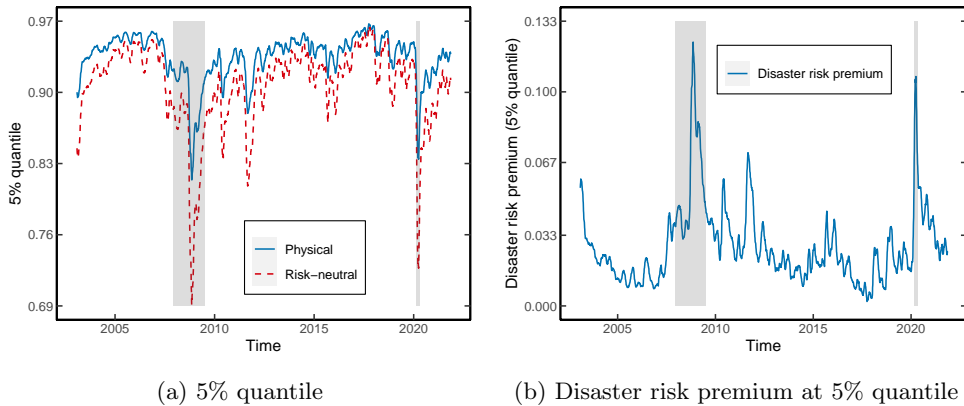 0.97
0.90
0.83
0.76
0.69
5% quantile
Physical
Risk−neutral
2005
2010
2015
2020
Time
(a) 5% quantile
0.133
0.100
0.067
0.033
0.000
Disaster risk premium (5% quantile)
Disaster risk premium
2005
2010
2015
2020
Time
(b) Disaster risk premium at 5% quantile